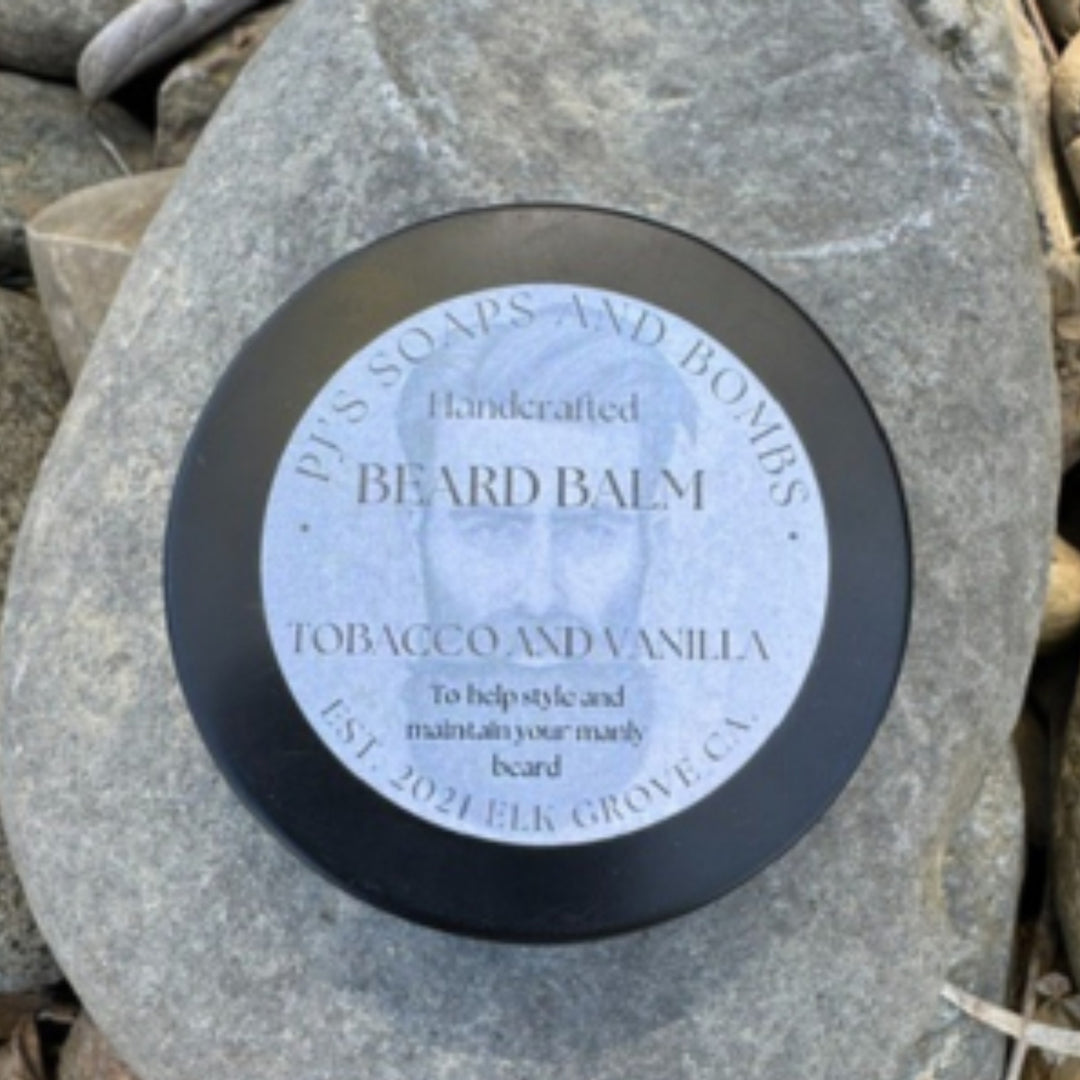 PJ'S SOAPS AND BOMBS
Handcrafted
BEARD BALM
TOBACCO AND VANILLA
To help style and
maintain your manly
beard
EST. 2021 ELK GROVE CA.